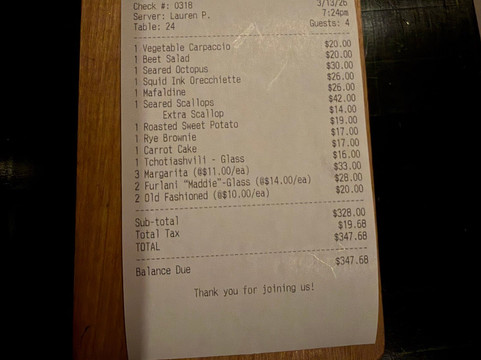 Check #: 0318 3/13/26
Server: Lauren P. 7:24pm
Table: 24 Guests: 4
1 Vegetable Carpaccio $20.00
1 Beet Salad $20.00
1 Seared Octopus $30.00
1 Squid Ink Orecchiette $26.00
1 Mafaldine $26.00
1 Seared Scallops $42.00
Extra Scallop $14.00
1 Roasted Sweet Potato $19.00
1 Rye Brownie $17.00
1 Carrot Cake $17.00
1 Tchotiashvili - Glass $16.00
3 Margarita (@$11.00/ea) $33.00
2 Furlani "Maddie"-Glass (@$14.00/ea) $28.00
2 Old Fashioned (@$10.00/ea) $20.00
Sub-total $328.00
Total Tax $19.68
TOTAL $347.68
Balance Due $347.68
Thank you for joining us!